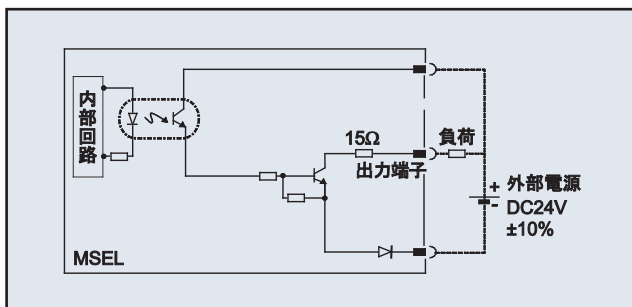 内部回路
15Ω
負荷
出力端子
+
-
外部電源
DC24V
±10%
MSEL